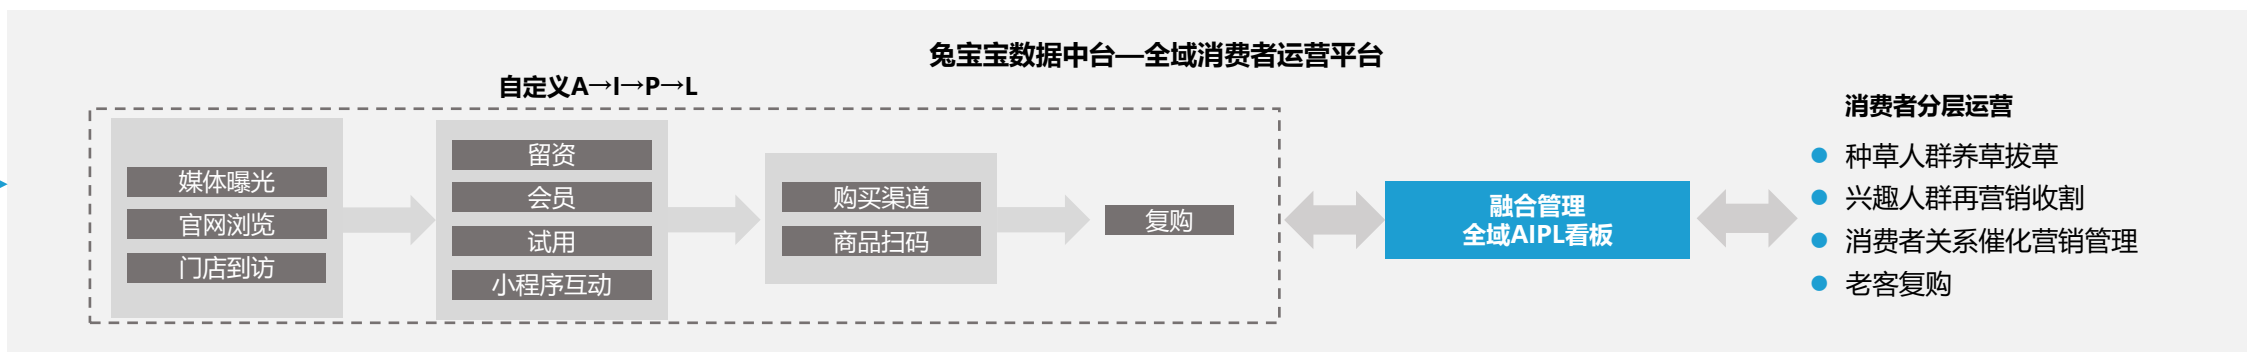 兔宝宝数据中台—全域消费者运营平台
自定义A→I→P→L
媒体曝光
官网浏览
门店到访
留资
会员
试用
小程序互动
购买渠道
商品扫码
复购
融合管理
全域AIPL看板
消费者分层运营
种草人群养草拔草
兴趣人群再营销收割
消费者关系催化营销管理
老客复购